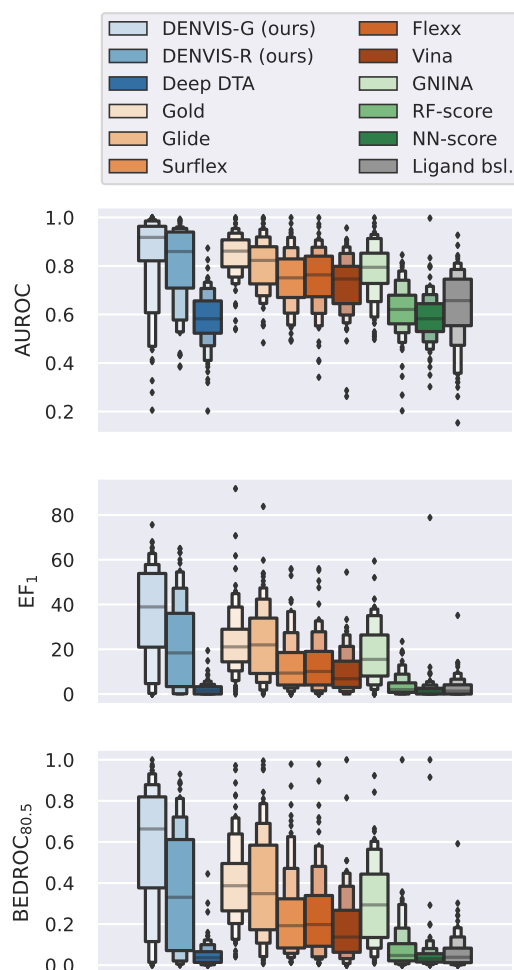 DENVIS-G (ours)
DENVIS-R (ours)
Deep DTA
Gold
Glide
Surflex
Flexx
Vina
GNINA
RF-score
NN-score
Ligand bsl.
AUROC
1.0
0.8
0.6
0.4
0.2
EF1
80
60
40
20
0
BEDROC80.5
1.0
0.8
0.6
0.4
0.2
0.0